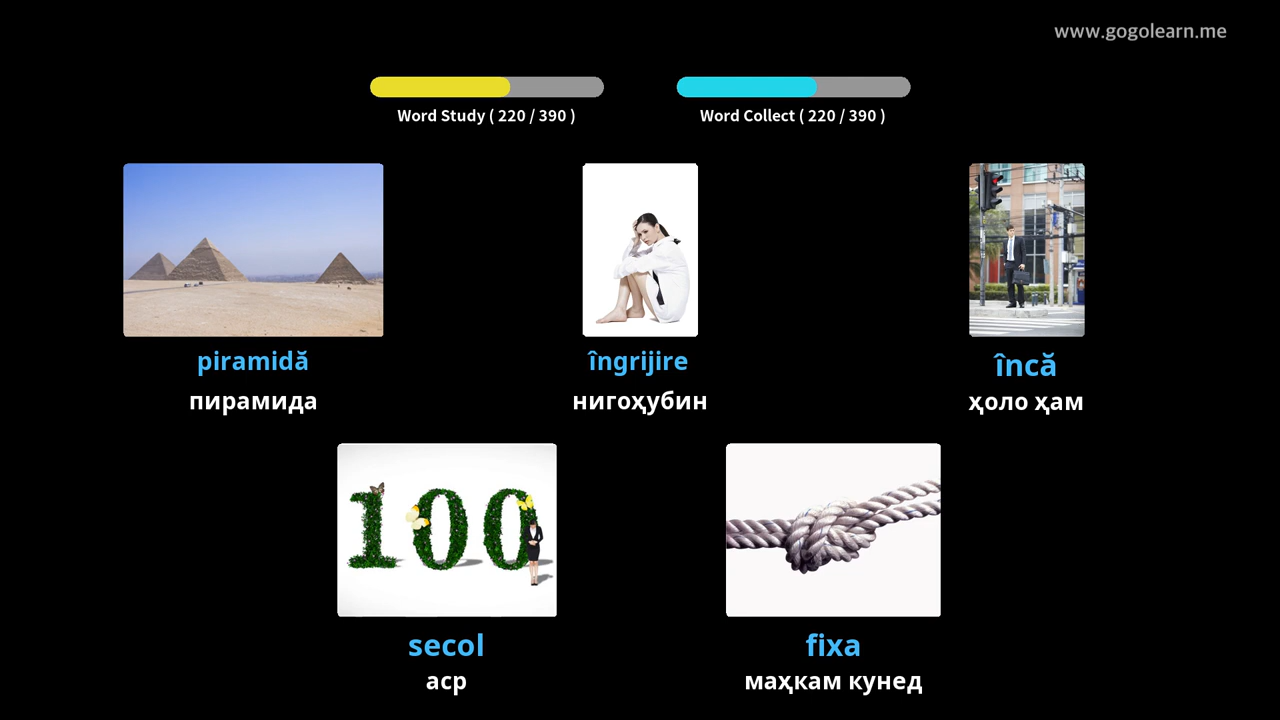 www.gogolearn.me
Word Study ( 220 / 390 )
Word Collect ( 220 / 390 )
piramidă
îngrijire
încă
пирамида
нигоҳубин
ҳоло ҳам
100
secol
fixa
аср
маҳкам кунед